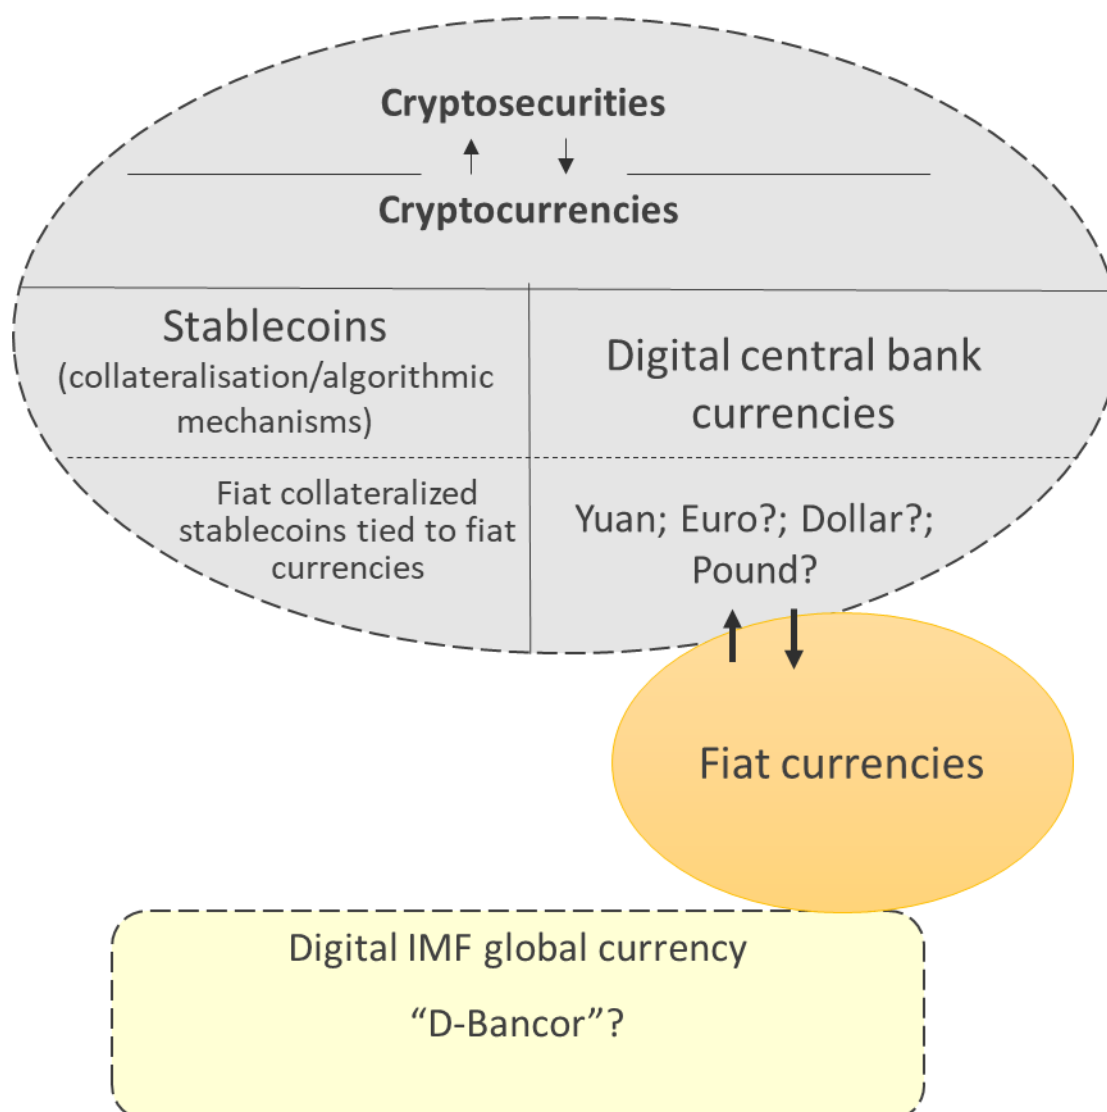 Cryptosecurities
Cryptocurrencies
Stablecoins
(collateralisation/algorithmic
mechanisms)
Digital central bank
currencies
Fiat collateralized
stablecoins tied to fiat
currencies
Yuan; Euro?; Dollar?;
Pound?
Fiat currencies
Digital IMF global currency
“D-Bancor”?